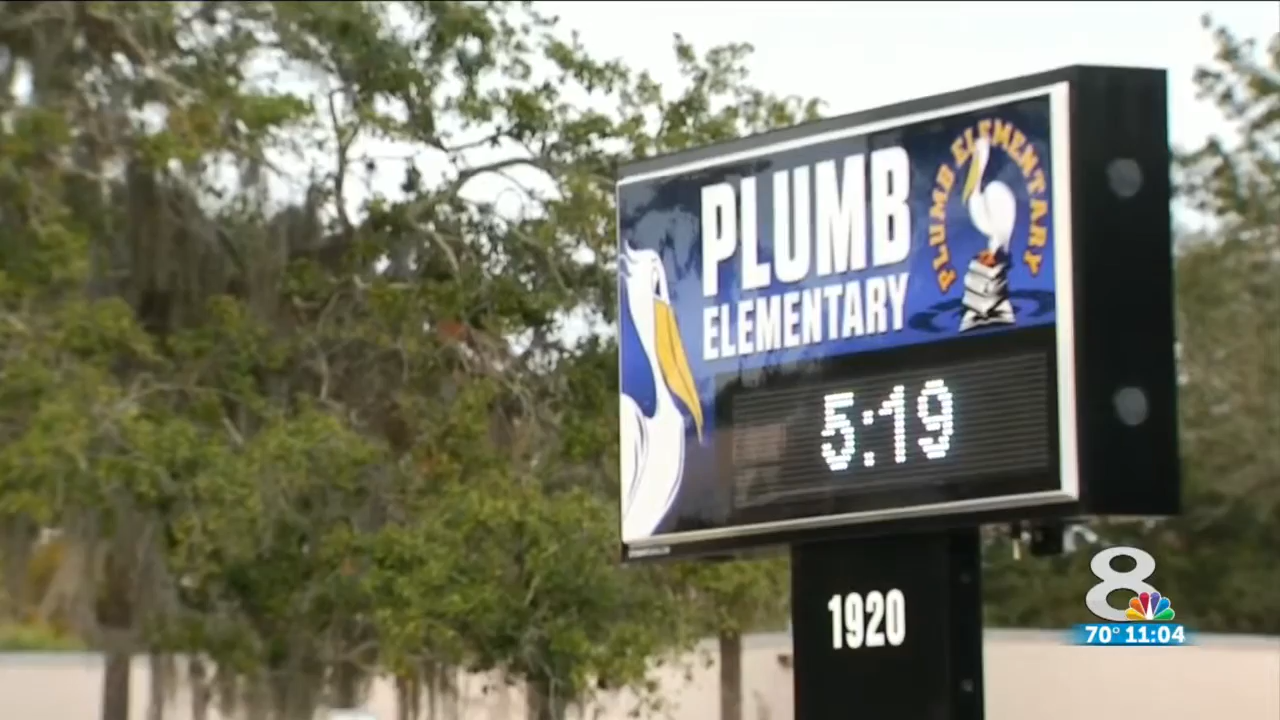 PLUMB
ELEMENTARY
PLUMB ELEMENTARY
5:19
1920
8
70° 11:04